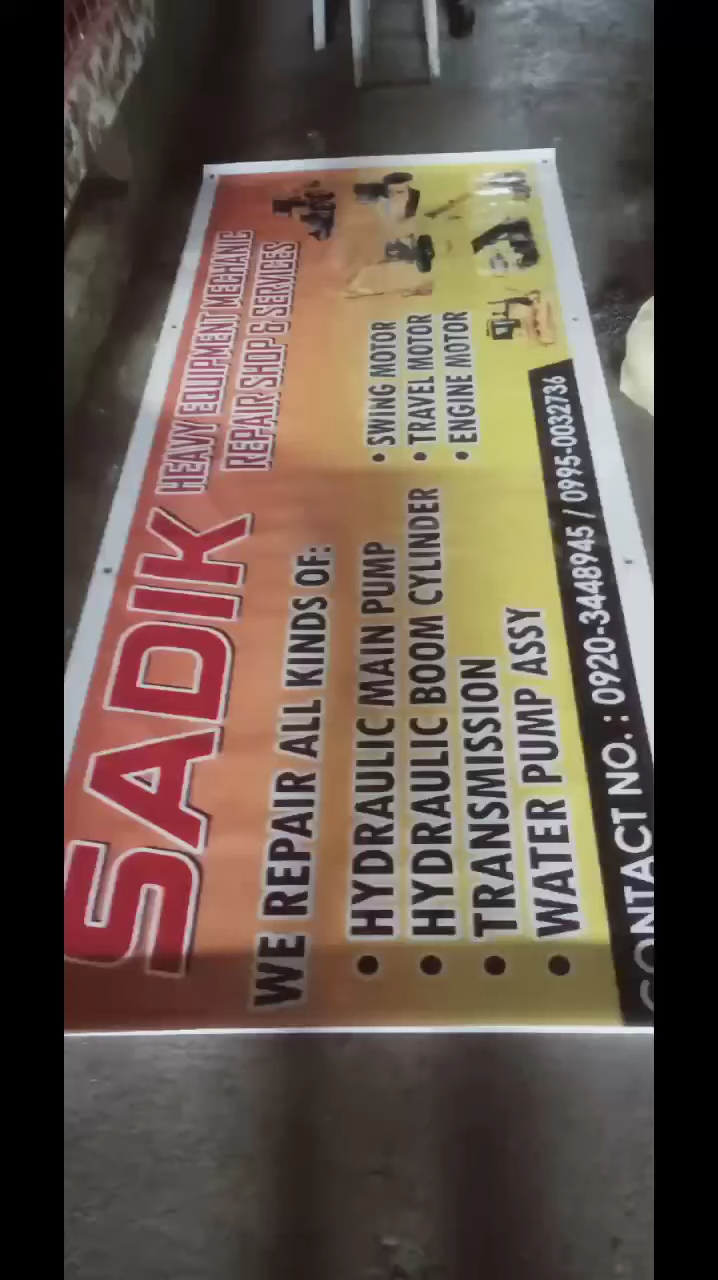 SADIK
HEAVY EQUIPMENT MECHANIC
REPAIR SHOP & SERVICES
WE REPAIR ALL KINDS OF:
• HYDRAULIC MAIN PUMP
• HYDRAULIC BOOM CYLINDER
• TRANSMISSION
• WATER PUMP ASSY
• SWING MOTOR
• TRAVEL MOTOR
• ENGINE MOTOR
CONTACT NO. : 0920-3448945 / 0995-0032736